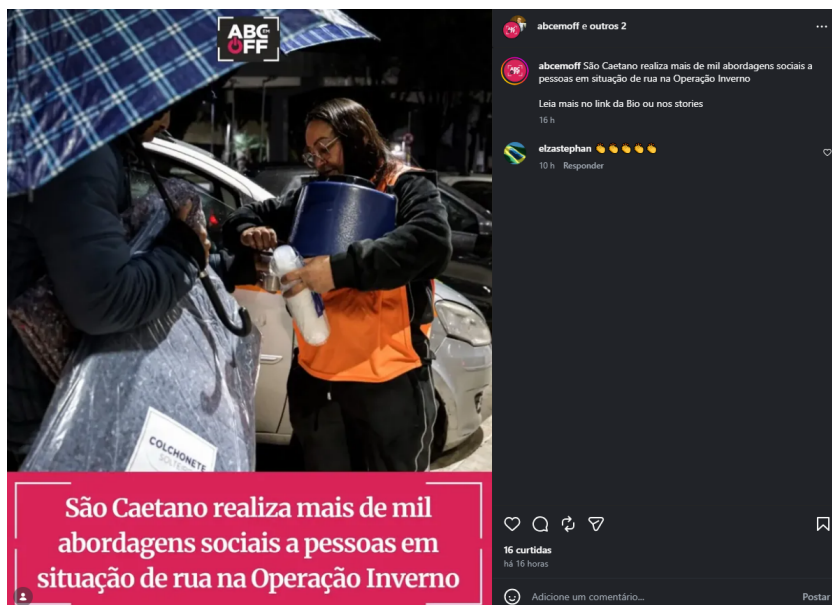 ABC
EM
OFF
COLCHONETE
SOLTEIRO
São Caetano realiza mais de mil
abordagens sociais a pessoas em
situação de rua na Operação Inverno
abcemoff e outros 2
abcemoff São Caetano realiza mais de mil abordagens sociais a
pessoas em situação de rua na Operação Inverno
Leia mais no link da Bio ou nos stories
16 h
elzastephan 👏👏👏👏👏
10 h Responder
16 curtidas
há 16 horas
Adicione um comentário...
Postar